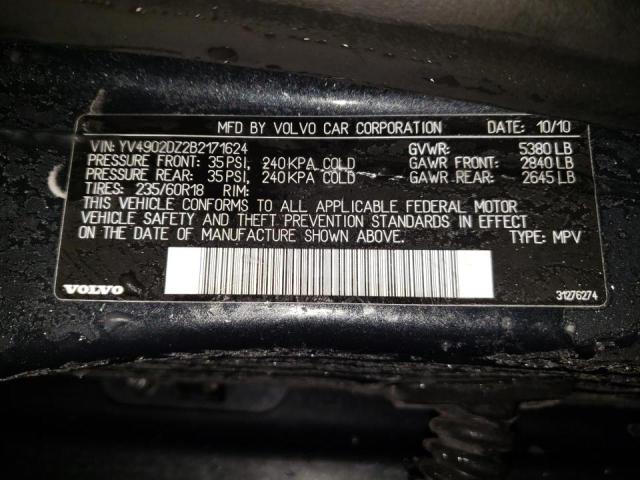 MFD BY VOLVO CAR CORPORATION DATE: 10/10
VIN: YV4902DZ2B2171624 GVWR: 5380 LB
PRESSURE FRONT: 35 PSI, 240 KPA COLD GAWR FRONT: 2840 LB
PRESSURE REAR: 35 PSI, 240 KPA COLD GAWR REAR: 2645 LB
TIRES: 235/60R18 RIM:
THIS VEHICLE CONFORMS TO ALL APPLICABLE FEDERAL MOTOR
VEHICLE SAFETY AND THEFT PREVENTION STANDARDS IN EFFECT
ON THE DATE OF MANUFACTURE SHOWN ABOVE. TYPE: MPV
VOLVO 31276274